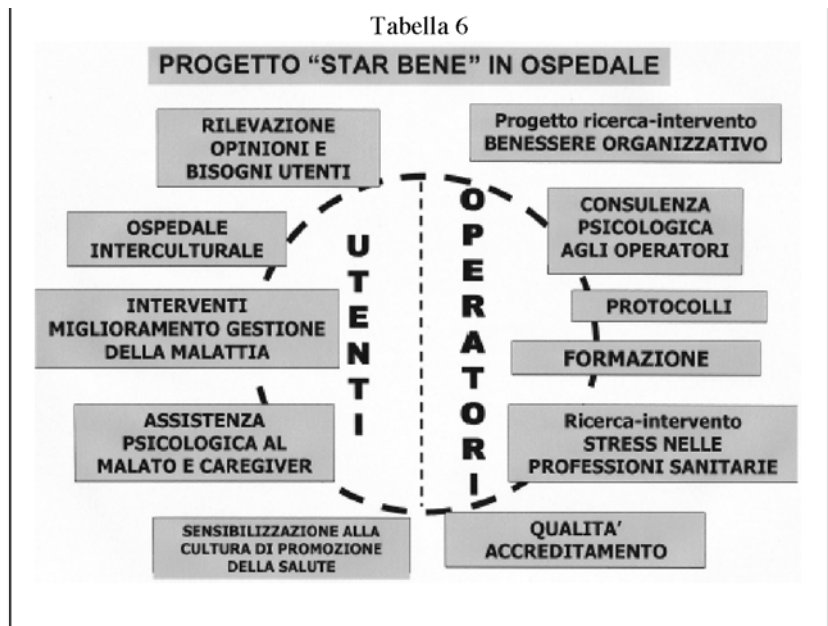 Tabella 6
PROGETTO “STAR BENE” IN OSPEDALE
RILEVAZIONE
OPINIONI E
BISOGNI UTENTI
OSPEDALE
INTERCULTURALE
INTERVENTI
MIGLIORAMENTO GESTIONE
DELLA MALATTIA
ASSISTENZA
PSICOLOGICA AL
MALATO E CAREGIVER
SENSIBILIZZAZIONE ALLA
CULTURA DI PROMOZIONE
DELLA SALUTE
UTENTI
OPERATORI
Progetto ricerca-intervento
BENESSERE ORGANIZZATIVO
CONSULENZA
PSICOLOGICA
AGLI OPERATORI
PROTOCOLLI
FORMAZIONE
Ricerca-intervento
STRESS NELLE
PROFESSIONI SANITARIE
QUALITA’
ACCREDITAMENTO